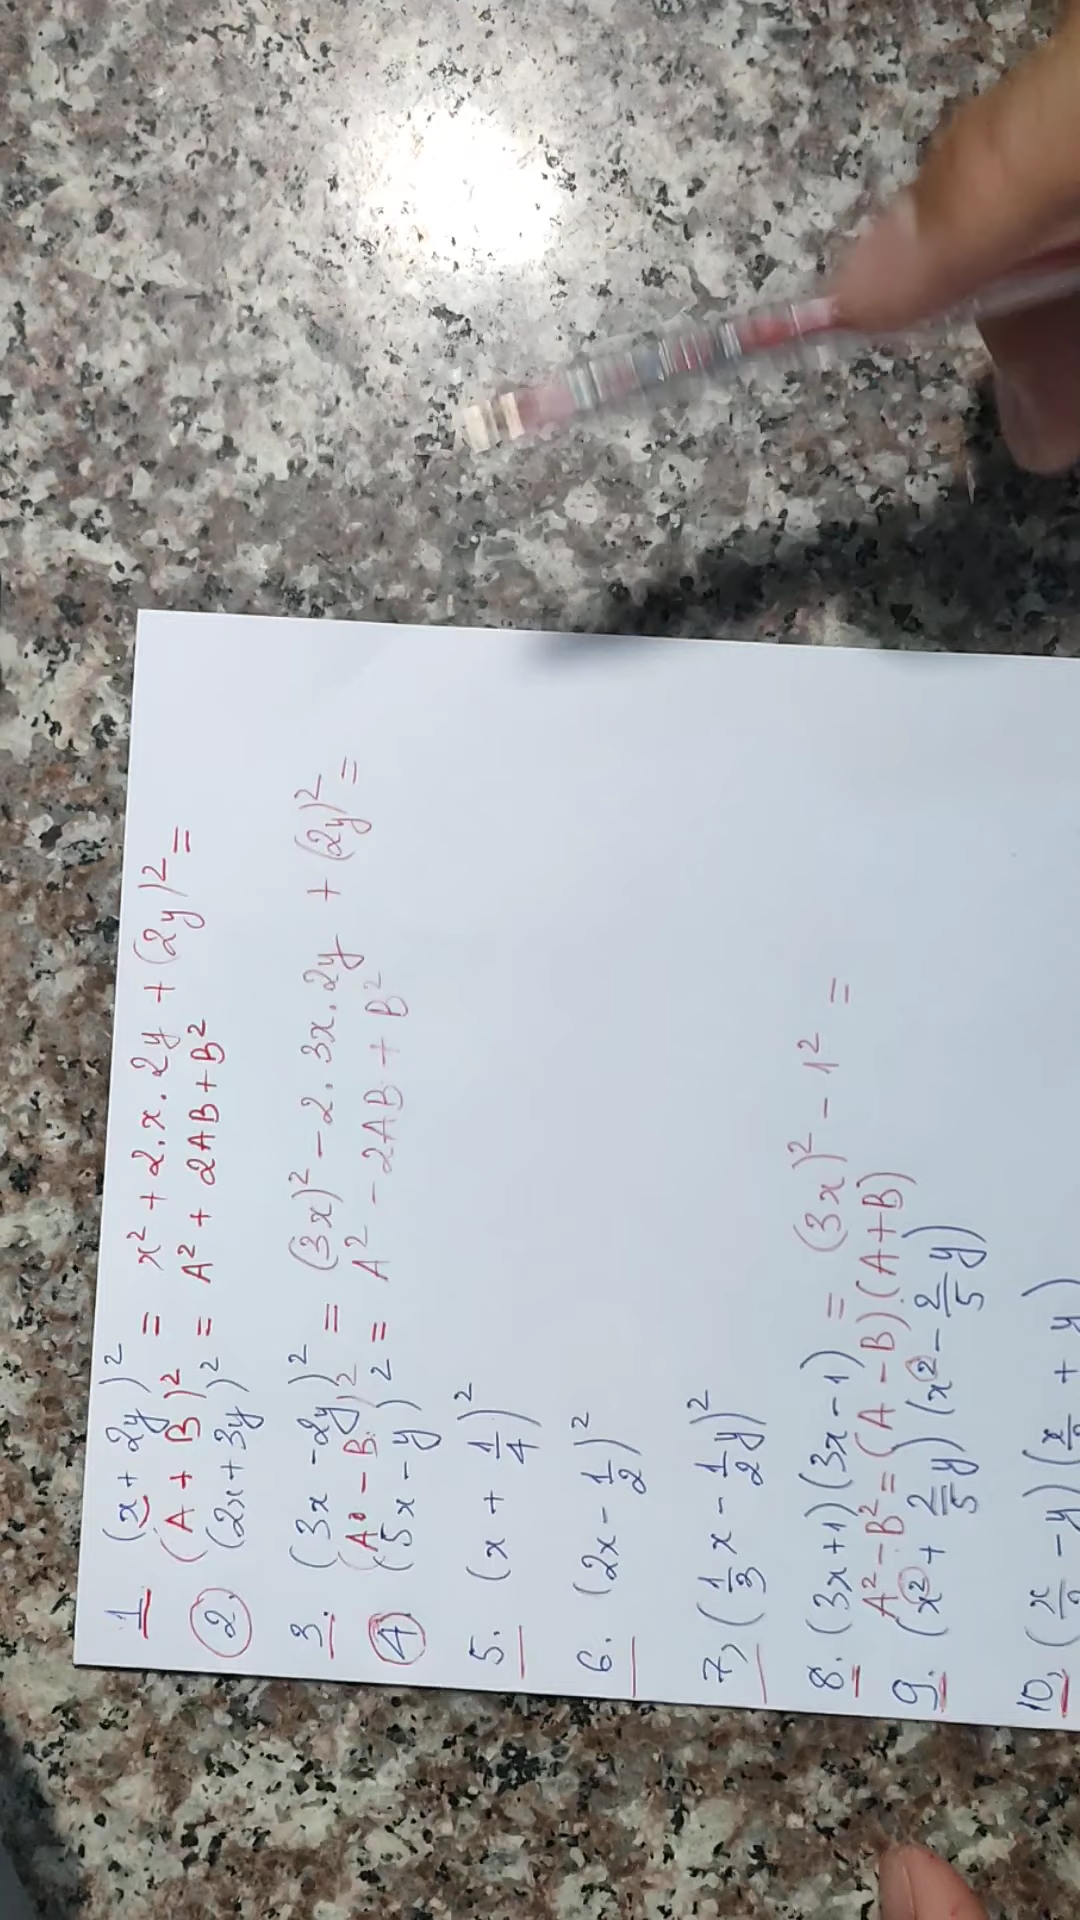 1 (x + 2y)² = x² + 2.x.2y + (2y)² =
(A + B)² = A² + 2AB + B²
2. (2x + 3y)²
3. (3x - 2y)² = (3x)² - 2.3x.2y + (2y)² =
(A - B)² = A² - 2AB + B²
4 (5x - y)²
5. (x + 1/4)²
6. (2x - 1/2)²
7, (1/3 x - 1/2 y)²
8. (3x+1)(3x-1) = (3x)² - 1² =
A² - B² = (A - B)(A + B)
9. (x² + 2/5 y)(x² - 2/5 y)
10, (x/ - y)(x/ + y)